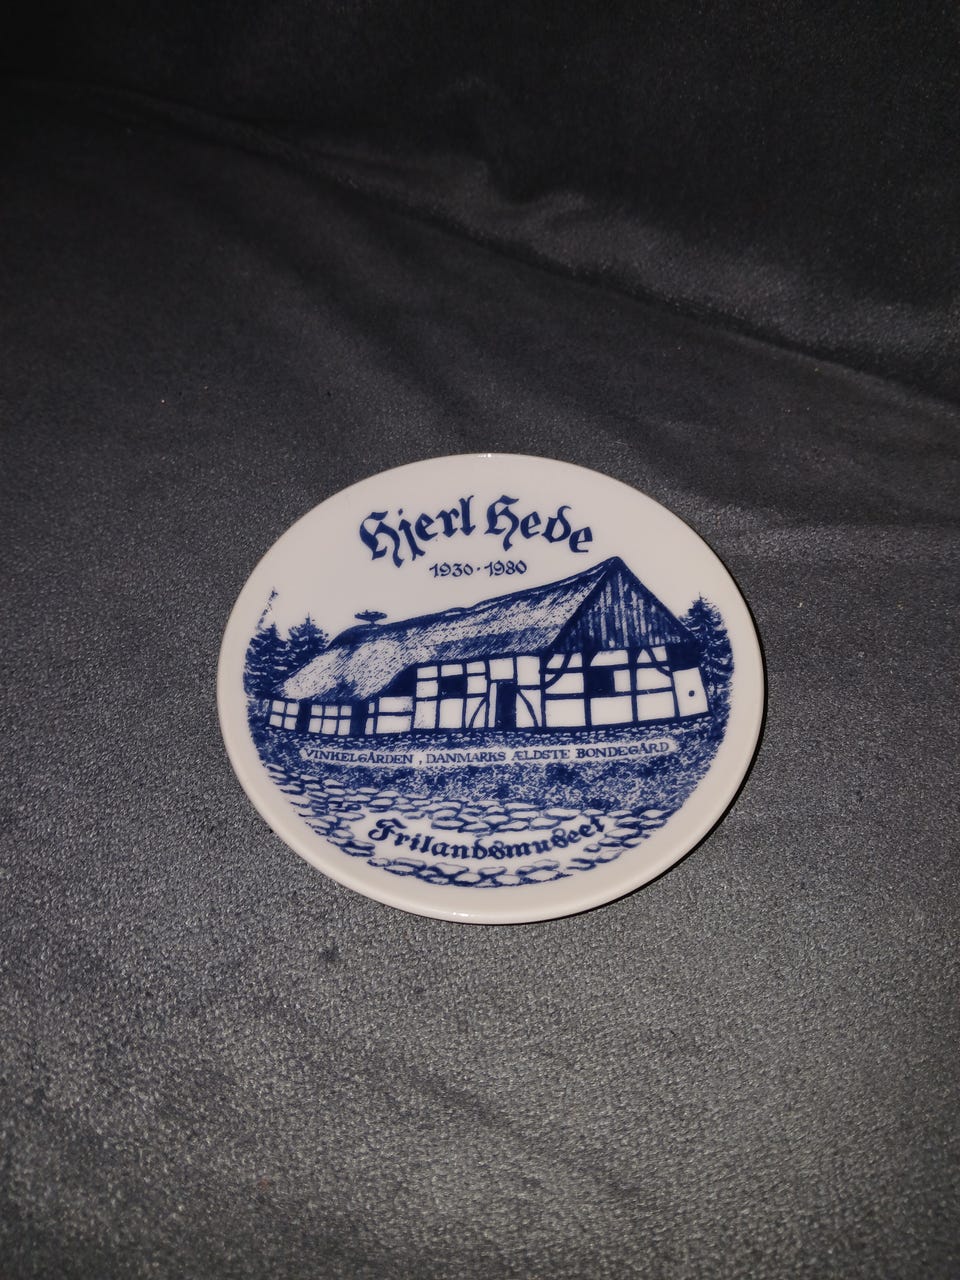 Hjerl Hede
1930 · 1980
VINKELGÅRDEN , DANMARKS ÆLDSTE BONDEGÅRD
Frilandsmuseet